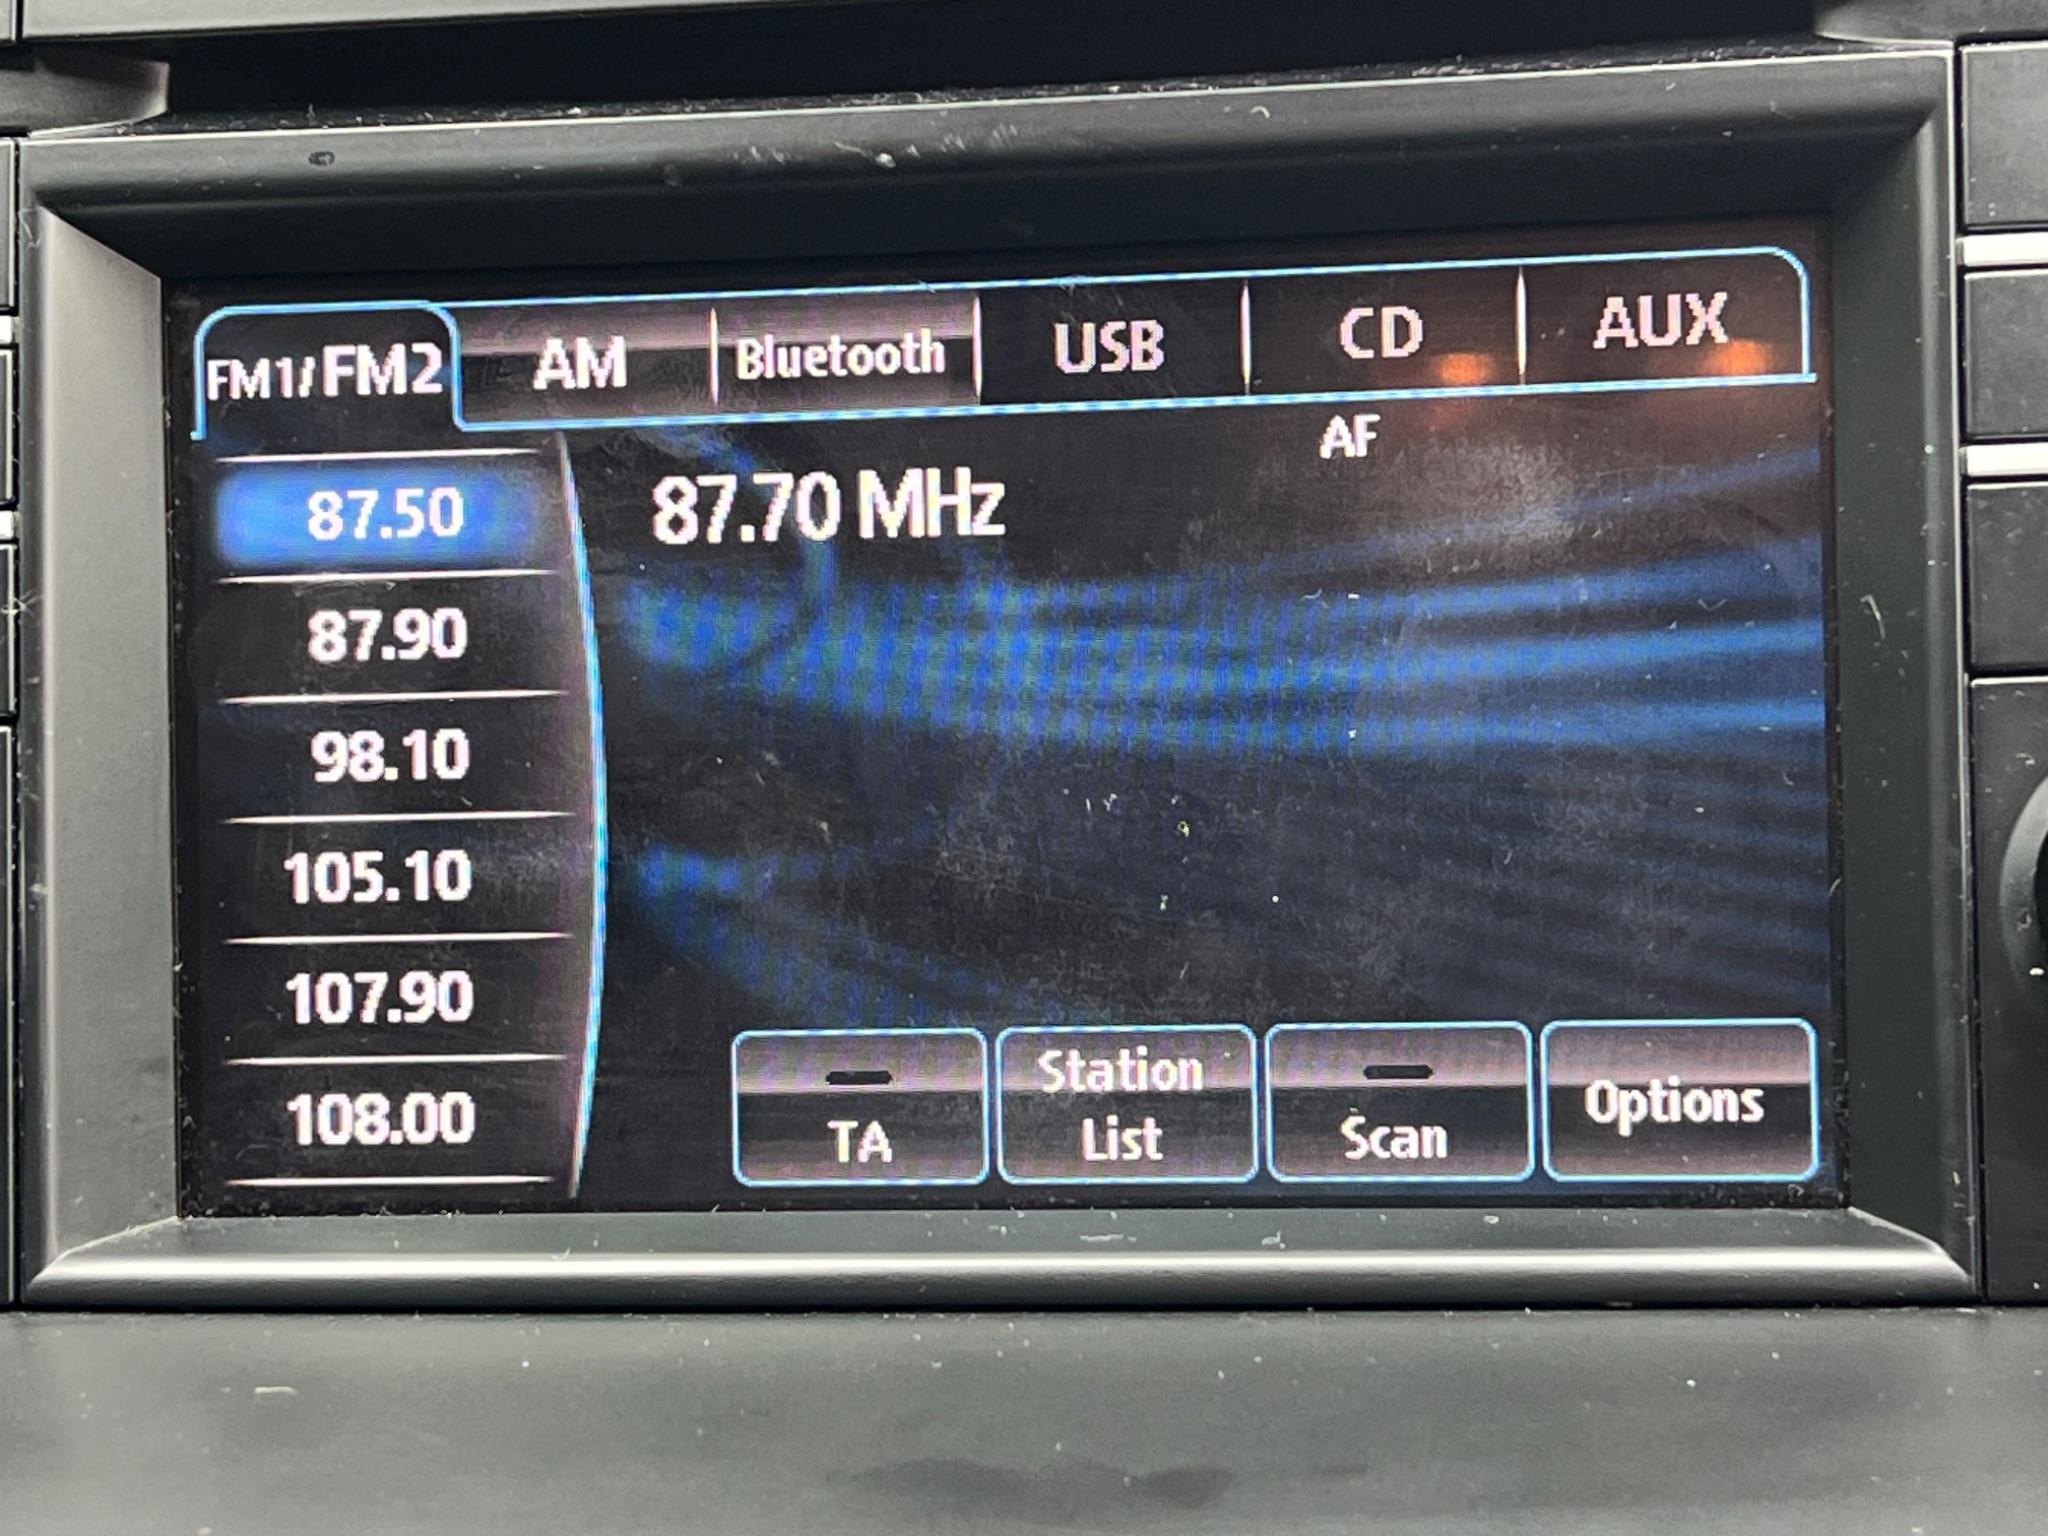 FM1/FM2 AM Bluetooth USB CD AUX
AF
87.50
87.70 MHz
87.90
98.10
105.10
107.90
108.00
TA
Station
List
Scan
Options